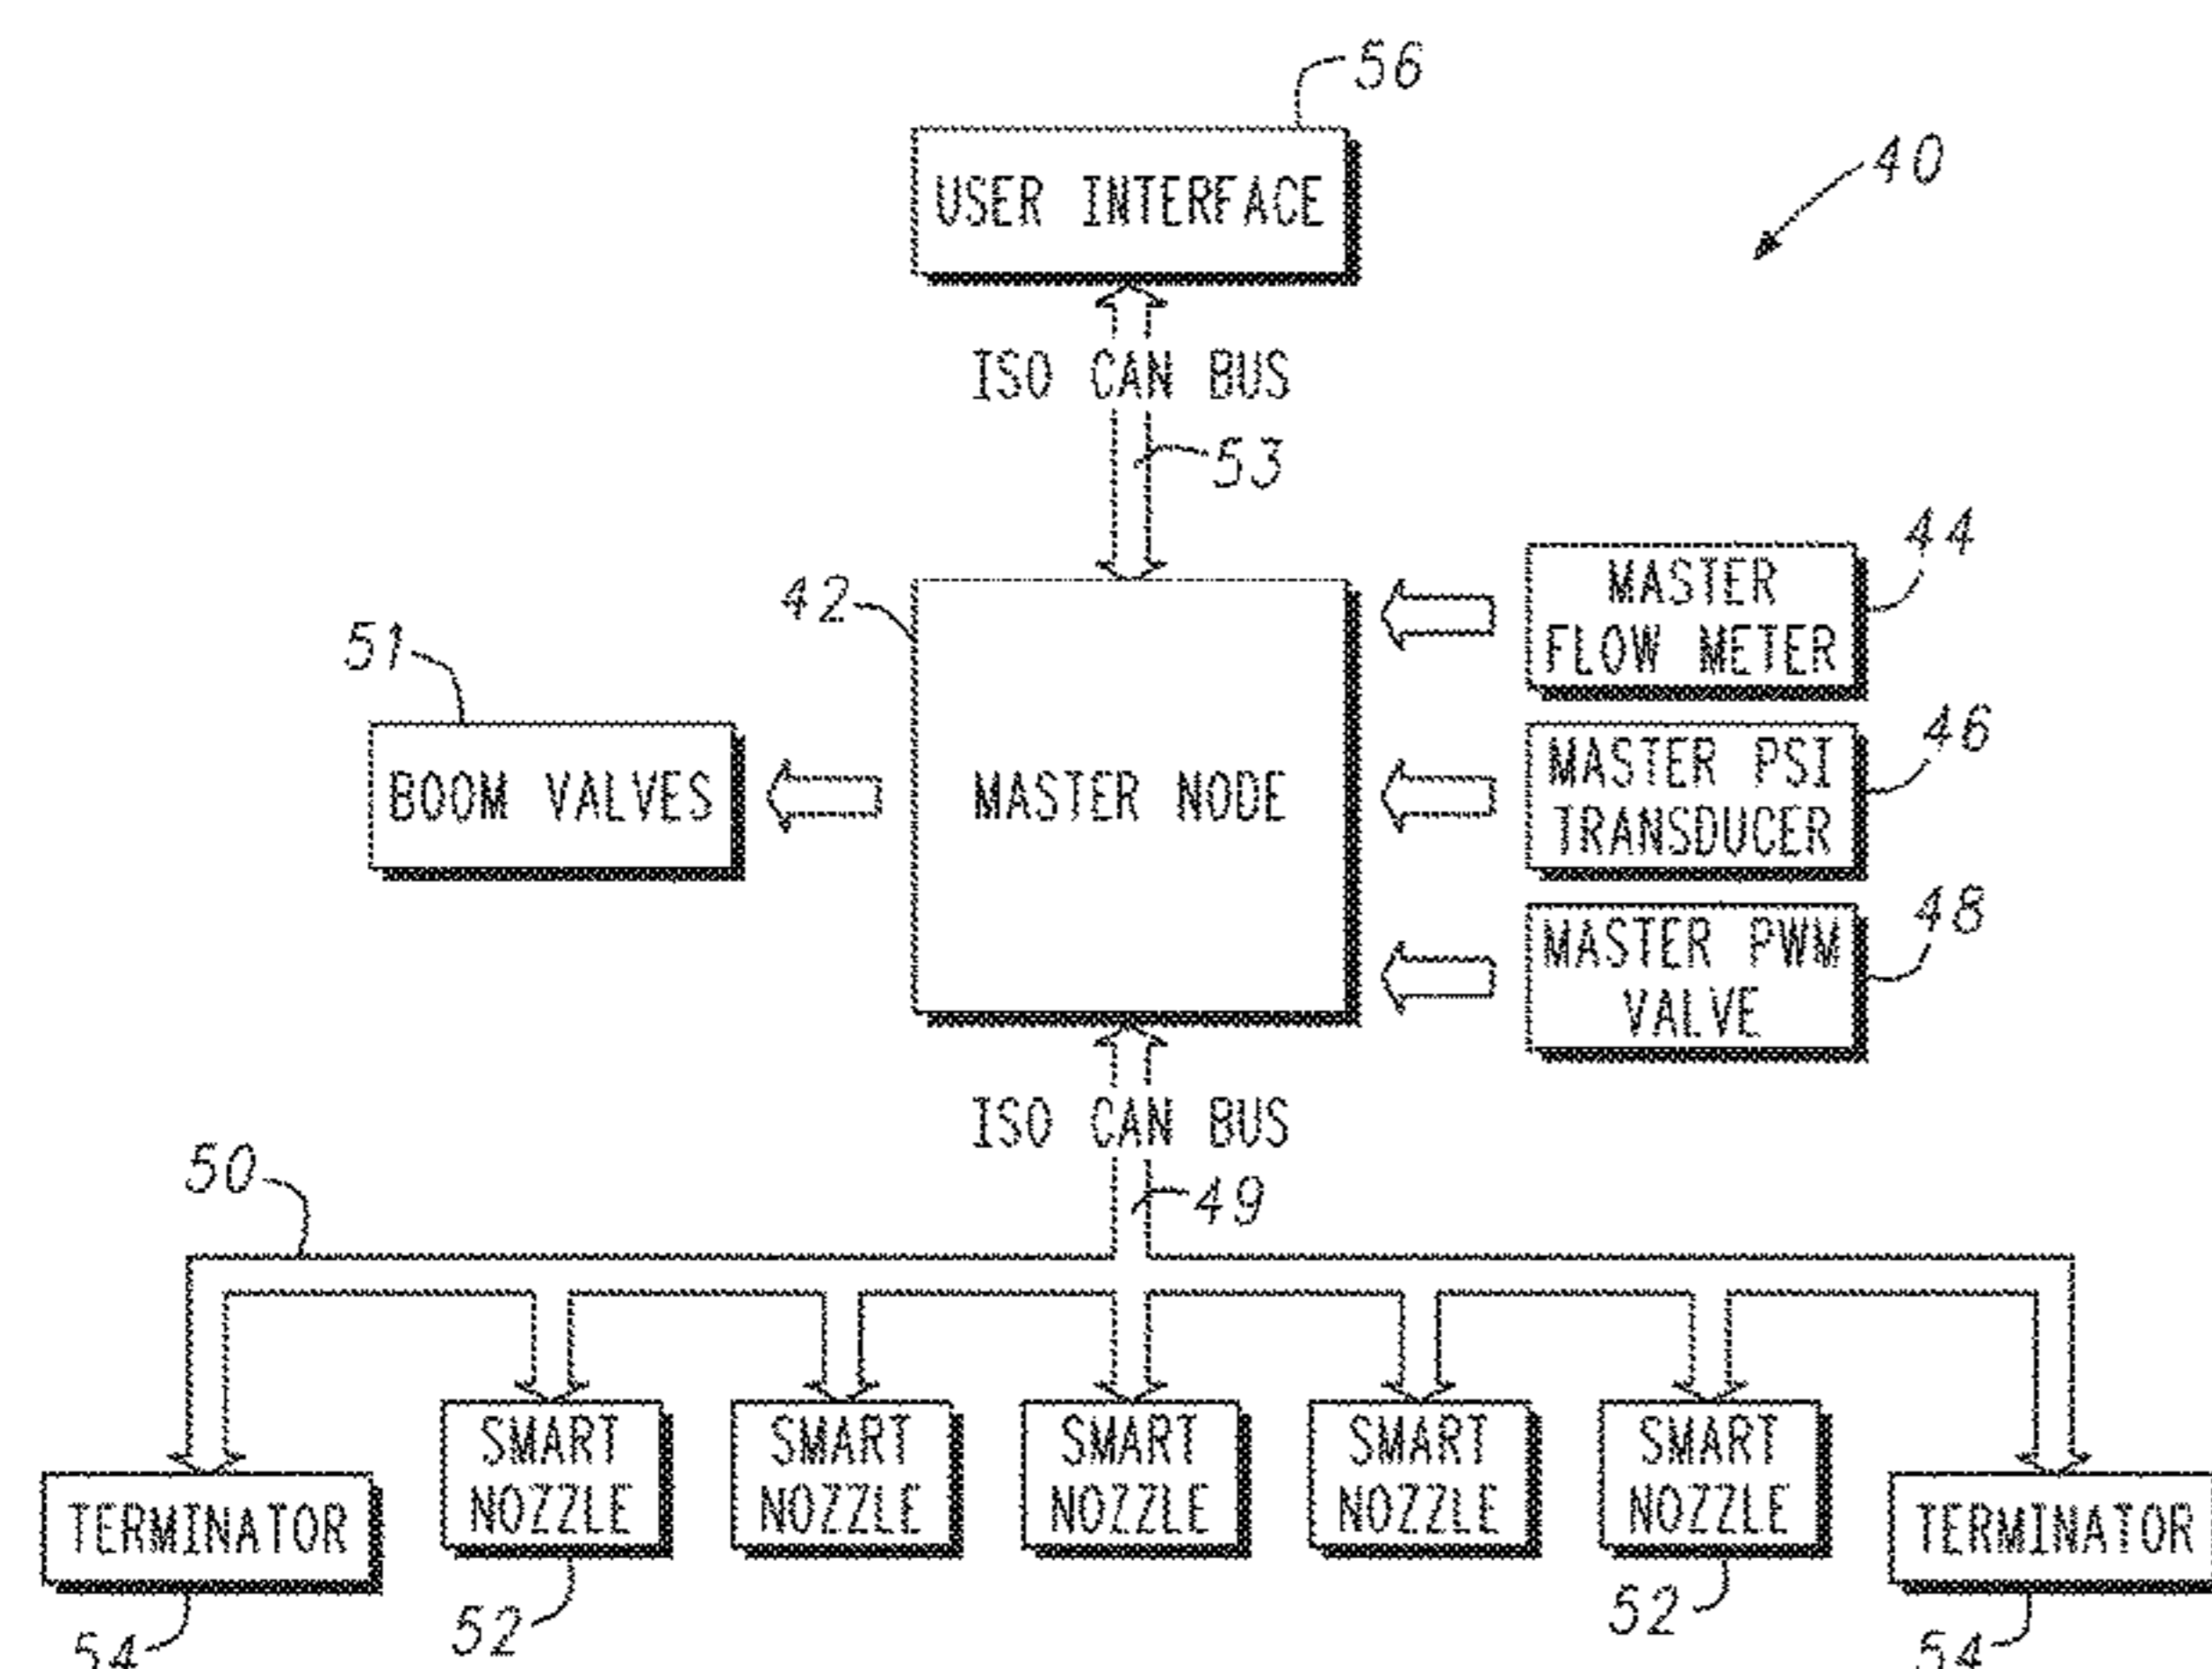 56
40
USER INTERFACE
ISO CAN BUS
53
44
MASTER
FLOW METER
42
51
46
BOOM VALVES
MASTER NODE
MASTER PSI
TRANSDUCER
48
MASTER PWM
VALVE
ISO CAN BUS
50
49
SMART
NOZZLE
SMART
NOZZLE
SMART
NOZZLE
SMART
NOZZLE
SMART
NOZZLE
TERMINATOR
TERMINATOR
52
52
54
54